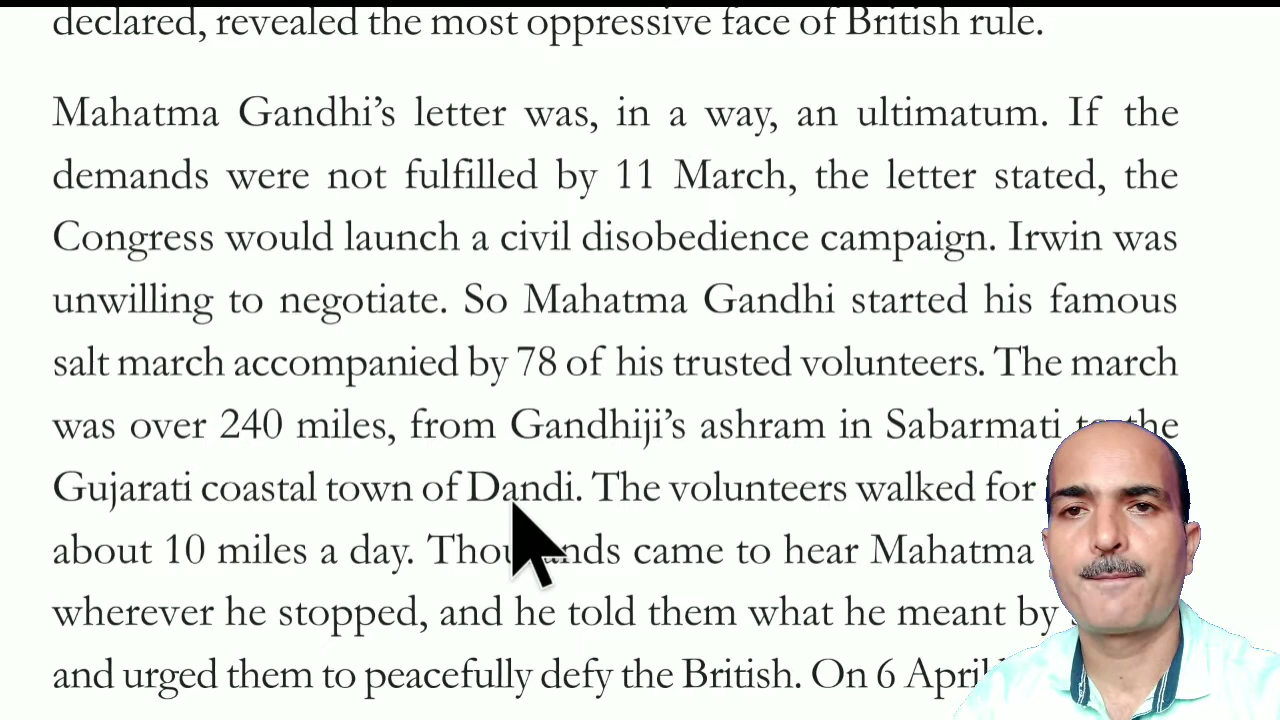 declared, revealed the most oppressive face of British rule.
Mahatma Gandhi’s letter was, in a way, an ultimatum. If the
demands were not fulfilled by 11 March, the letter stated, the
Congress would launch a civil disobedience campaign. Irwin was
unwilling to negotiate. So Mahatma Gandhi started his famous
salt march accompanied by 78 of his trusted volunteers. The march
was over 240 miles, from Gandhiji’s ashram in Sabarmati to the
Gujarati coastal town of Dandi. The volunteers walked for
about 10 miles a day. Thousands came to hear Mahatma
wherever he stopped, and he told them what he meant by
and urged them to peacefully defy the British. On 6 April